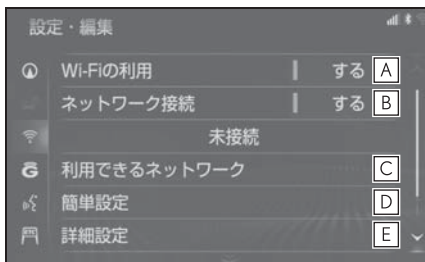 設定・編集
Wi-Fiの利用 する A
ネットワーク接続 する B
未接続
利用できるネットワーク C
簡単設定 D
詳細設定 E